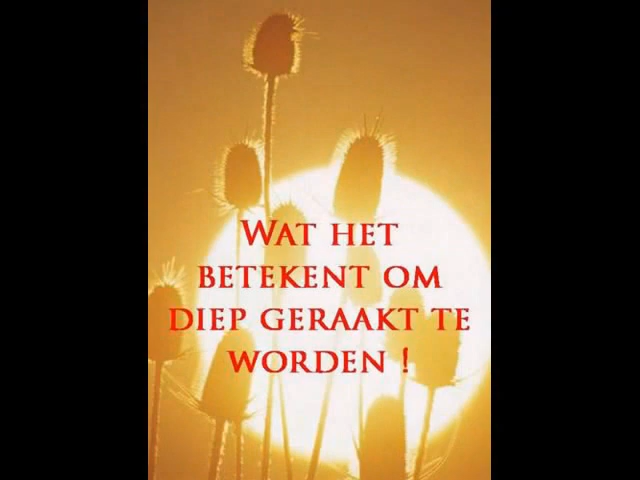 Wat het
betekent om
diep geraakt te
worden !